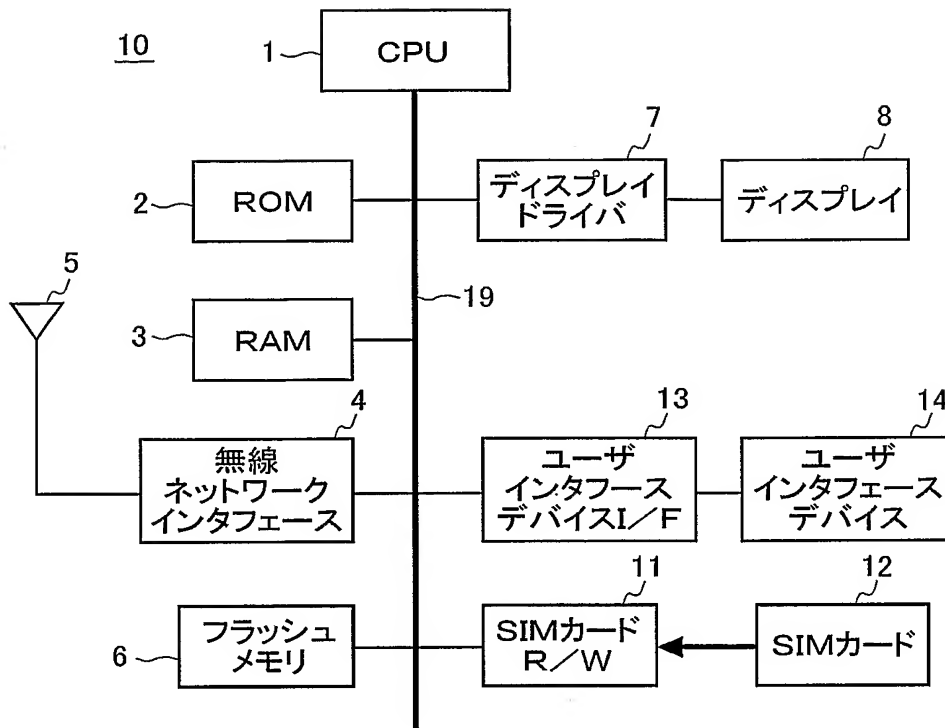 10
1
CPU
2
ROM
7
ディスプレイ
ドライバ
8
ディスプレイ
5
19
3
RAM
4
無線
ネットワーク
インタフェース
13
ユーザ
インタフース
デバイスI/F
14
ユーザ
インタフェース
デバイス
6
フラッシュ
メモリ
11
SIMカード
R/W
12
SIMカード